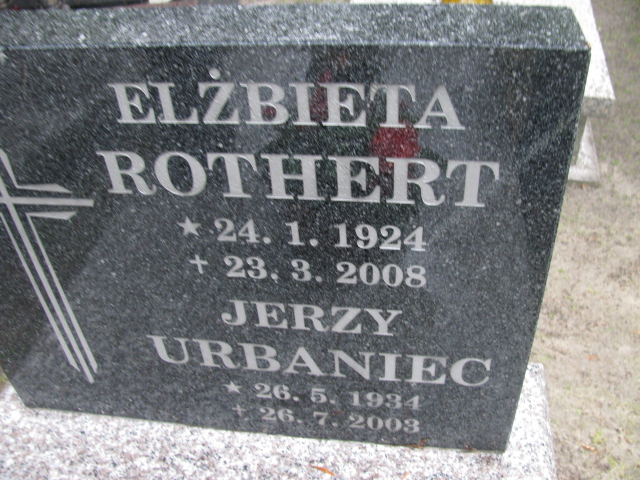 ELŻBIETA
ROTHERT
* 24. 1. 1924
+ 23. 3. 2008
JERZY
URBANIEC
* 26. 5. 1934
+ 26. 7. 2003